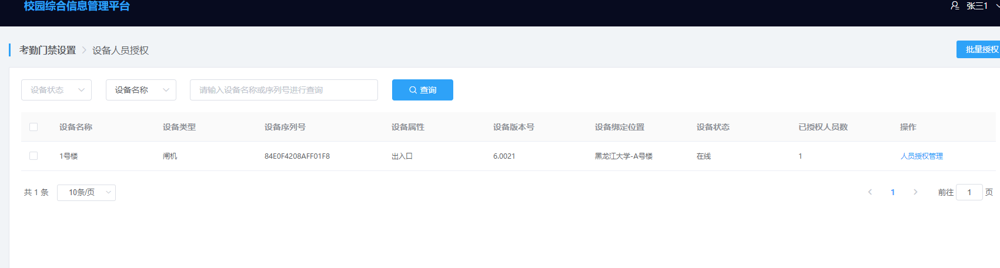 校园综合信息管理平台
张三1
考勤门禁设置 > 设备人员授权
批量授权
设备状态 设备名称 请输入设备名称或序列号进行查询 查询
设备名称 设备类型 设备序列号 设备属性 设备版本号 设备绑定位置 设备状态 已授权人员数 操作
1号楼 闸机 84E0F4208AFF01F8 出入口 6.0021 黑龙江大学-A号楼 在线 1 人员授权管理
共 1 条 10条/页 < 1 > 前往 1 页